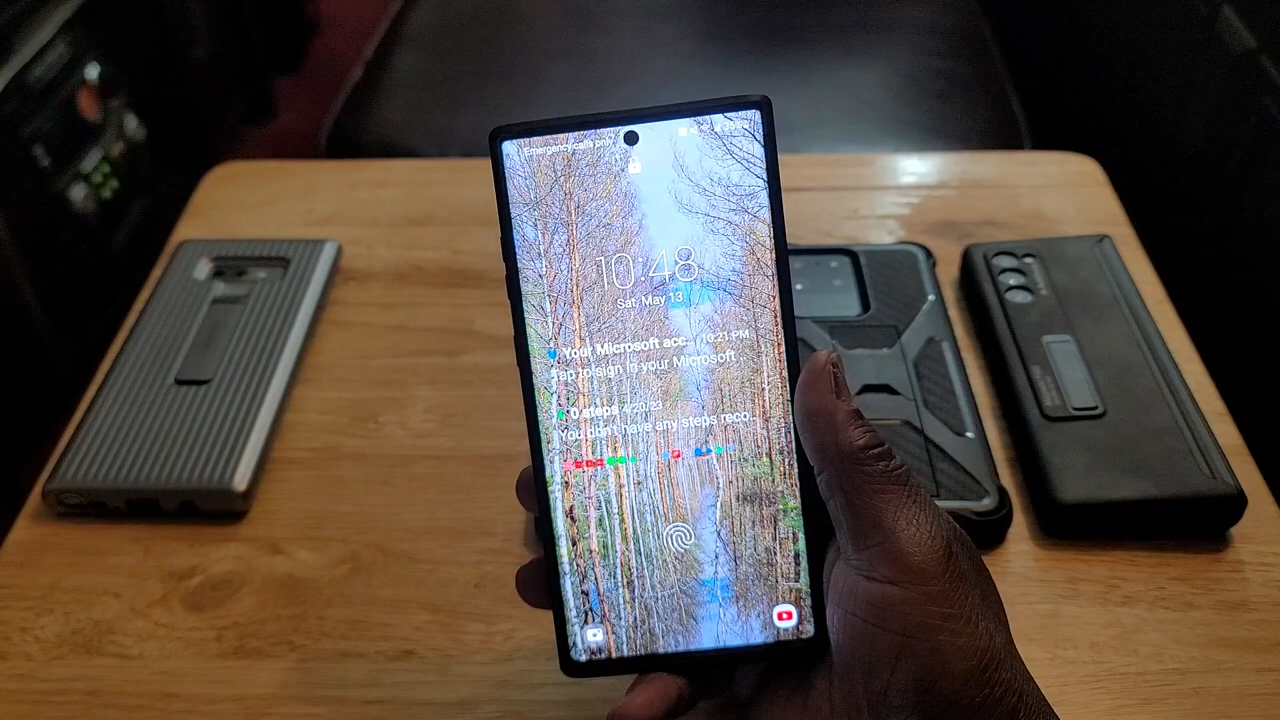 Emergency calls only
10:48
Sat, May 13
Your Microsoft acc... 10:21 PM
Tap to sign in your Microsoft
0 steps 4/20/23
You don't have any steps reco...